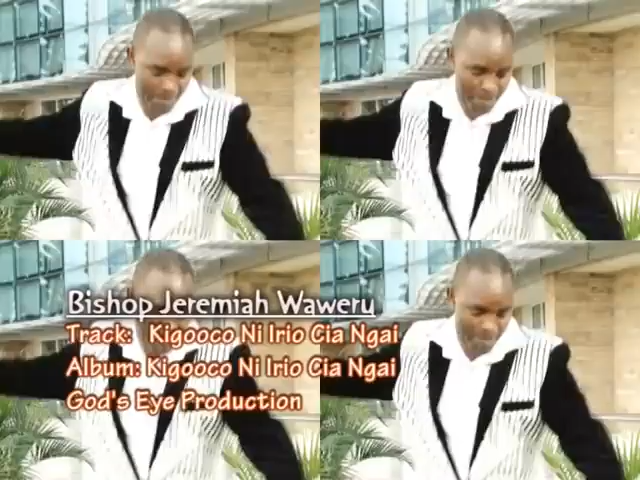 Bishop Jeremiah Waweru
Track: Kigooco Ni Irio Cia Ngai
Album: Kigooco Ni Irio Cia Ngai
God's Eye Production